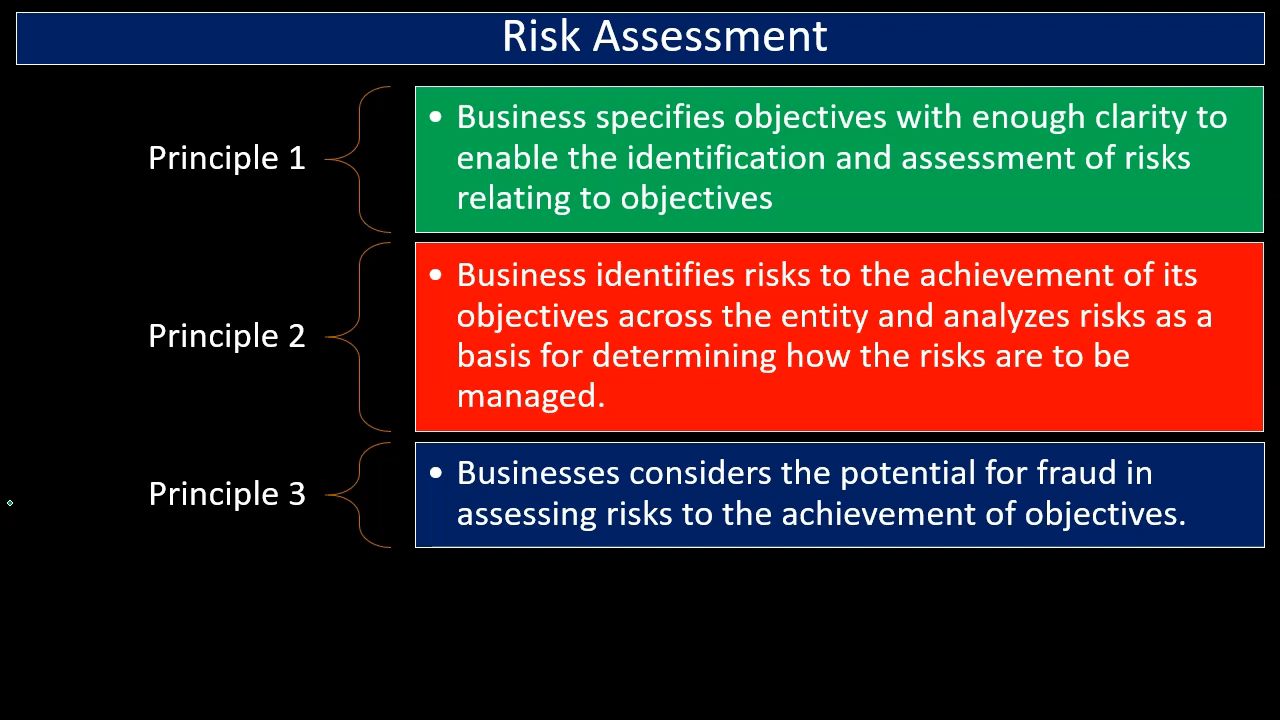 Risk Assessment
Principle 1
• Business specifies objectives with enough clarity to
enable the identification and assessment of risks
relating to objectives
Principle 2
• Business identifies risks to the achievement of its
objectives across the entity and analyzes risks as a
basis for determining how the risks are to be
managed.
Principle 3
• Businesses considers the potential for fraud in
assessing risks to the achievement of objectives.